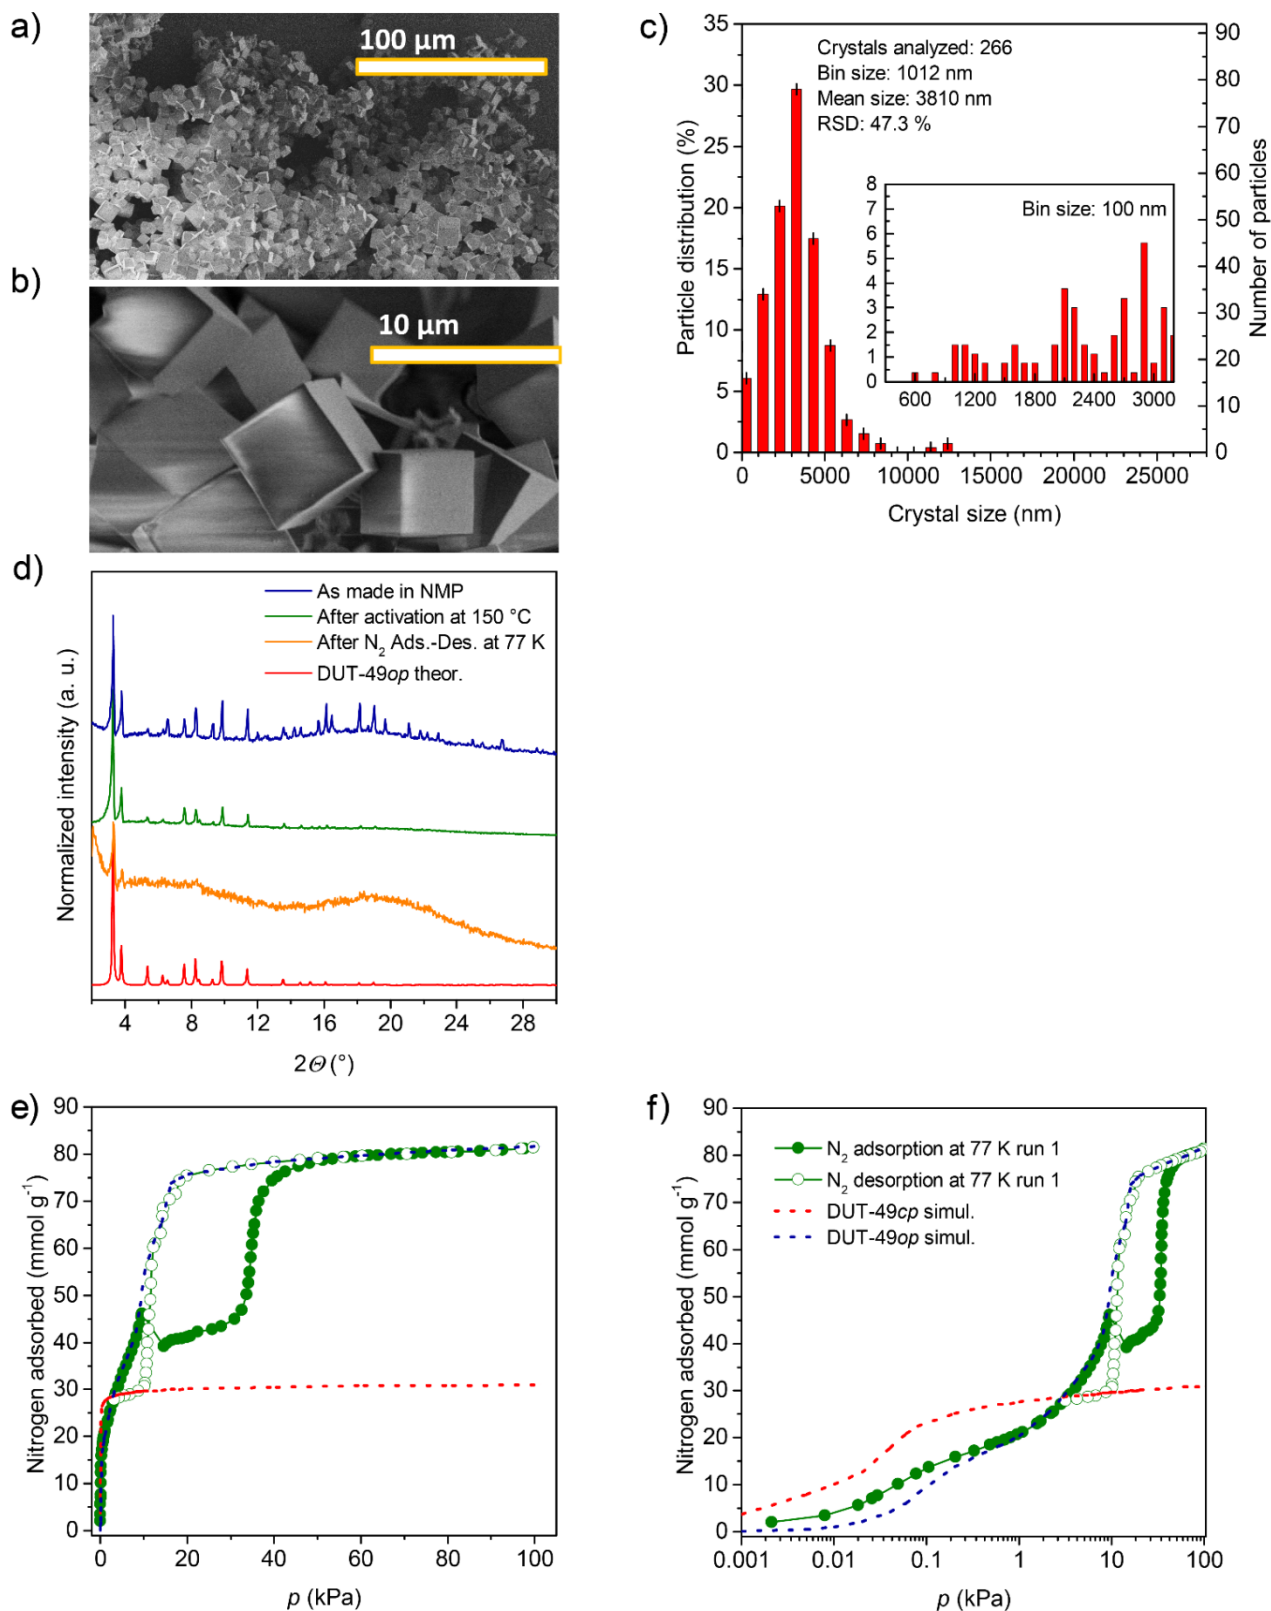 a)
100 µm
b)
10 µm
c)
Crystals analyzed: 266
Bin size: 1012 nm
Mean size: 3810 nm
RSD: 47.3 %
Particle distribution (%)
35
30
25
20
15
10
5
0
Number of particles
90
80
70
60
50
40
30
20
10
0
Bin size: 100 nm
8
7
6
5
4
3
2
1
0
600 1200 1800 2400 3000
0 5000 10000 15000 20000 25000
Crystal size (nm)
d)
As made in NMP
After activation at 150 °C
After N₂ Ads.-Des. at 77 K
DUT-49op theor.
Normalized intensity (a. u.)
4 8 12 16 20 24 28
2Θ (°)
e)
Nitrogen adsorbed (mmol g⁻¹)
90
80
70
60
50
40
30
20
10
0
0 20 40 60 80 100
p (kPa)
f)
N₂ adsorption at 77 K run 1
N₂ desorption at 77 K run 1
DUT-49cp simul.
DUT-49op simul.
Nitrogen adsorbed (mmol g⁻¹)
90
80
70
60
50
40
30
20
10
0
0.001 0.01 0.1 1 10 100
p (kPa)